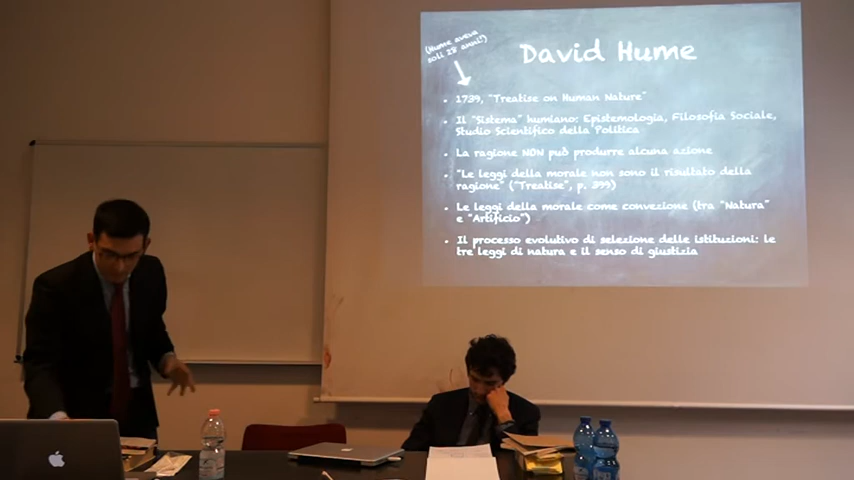 (Hume aveva
soli 28 anni!)
David Hume
• 1739, "Treatise on Human Nature"
• Il "Sistema" humiano: Epistemologia, Filosofia Sociale,
Studio Scientifico della Politica
• La ragione NON può produrre alcuna azione
• "Le leggi della morale non sono il risultato della
ragione" ("Treatise", p. 399)
• Le leggi della morale come convezione (tra "Natura"
e "Artificio")
• Il processo evolutivo di selezione delle istituzioni: le
tre leggi di natura e il senso di giustizia